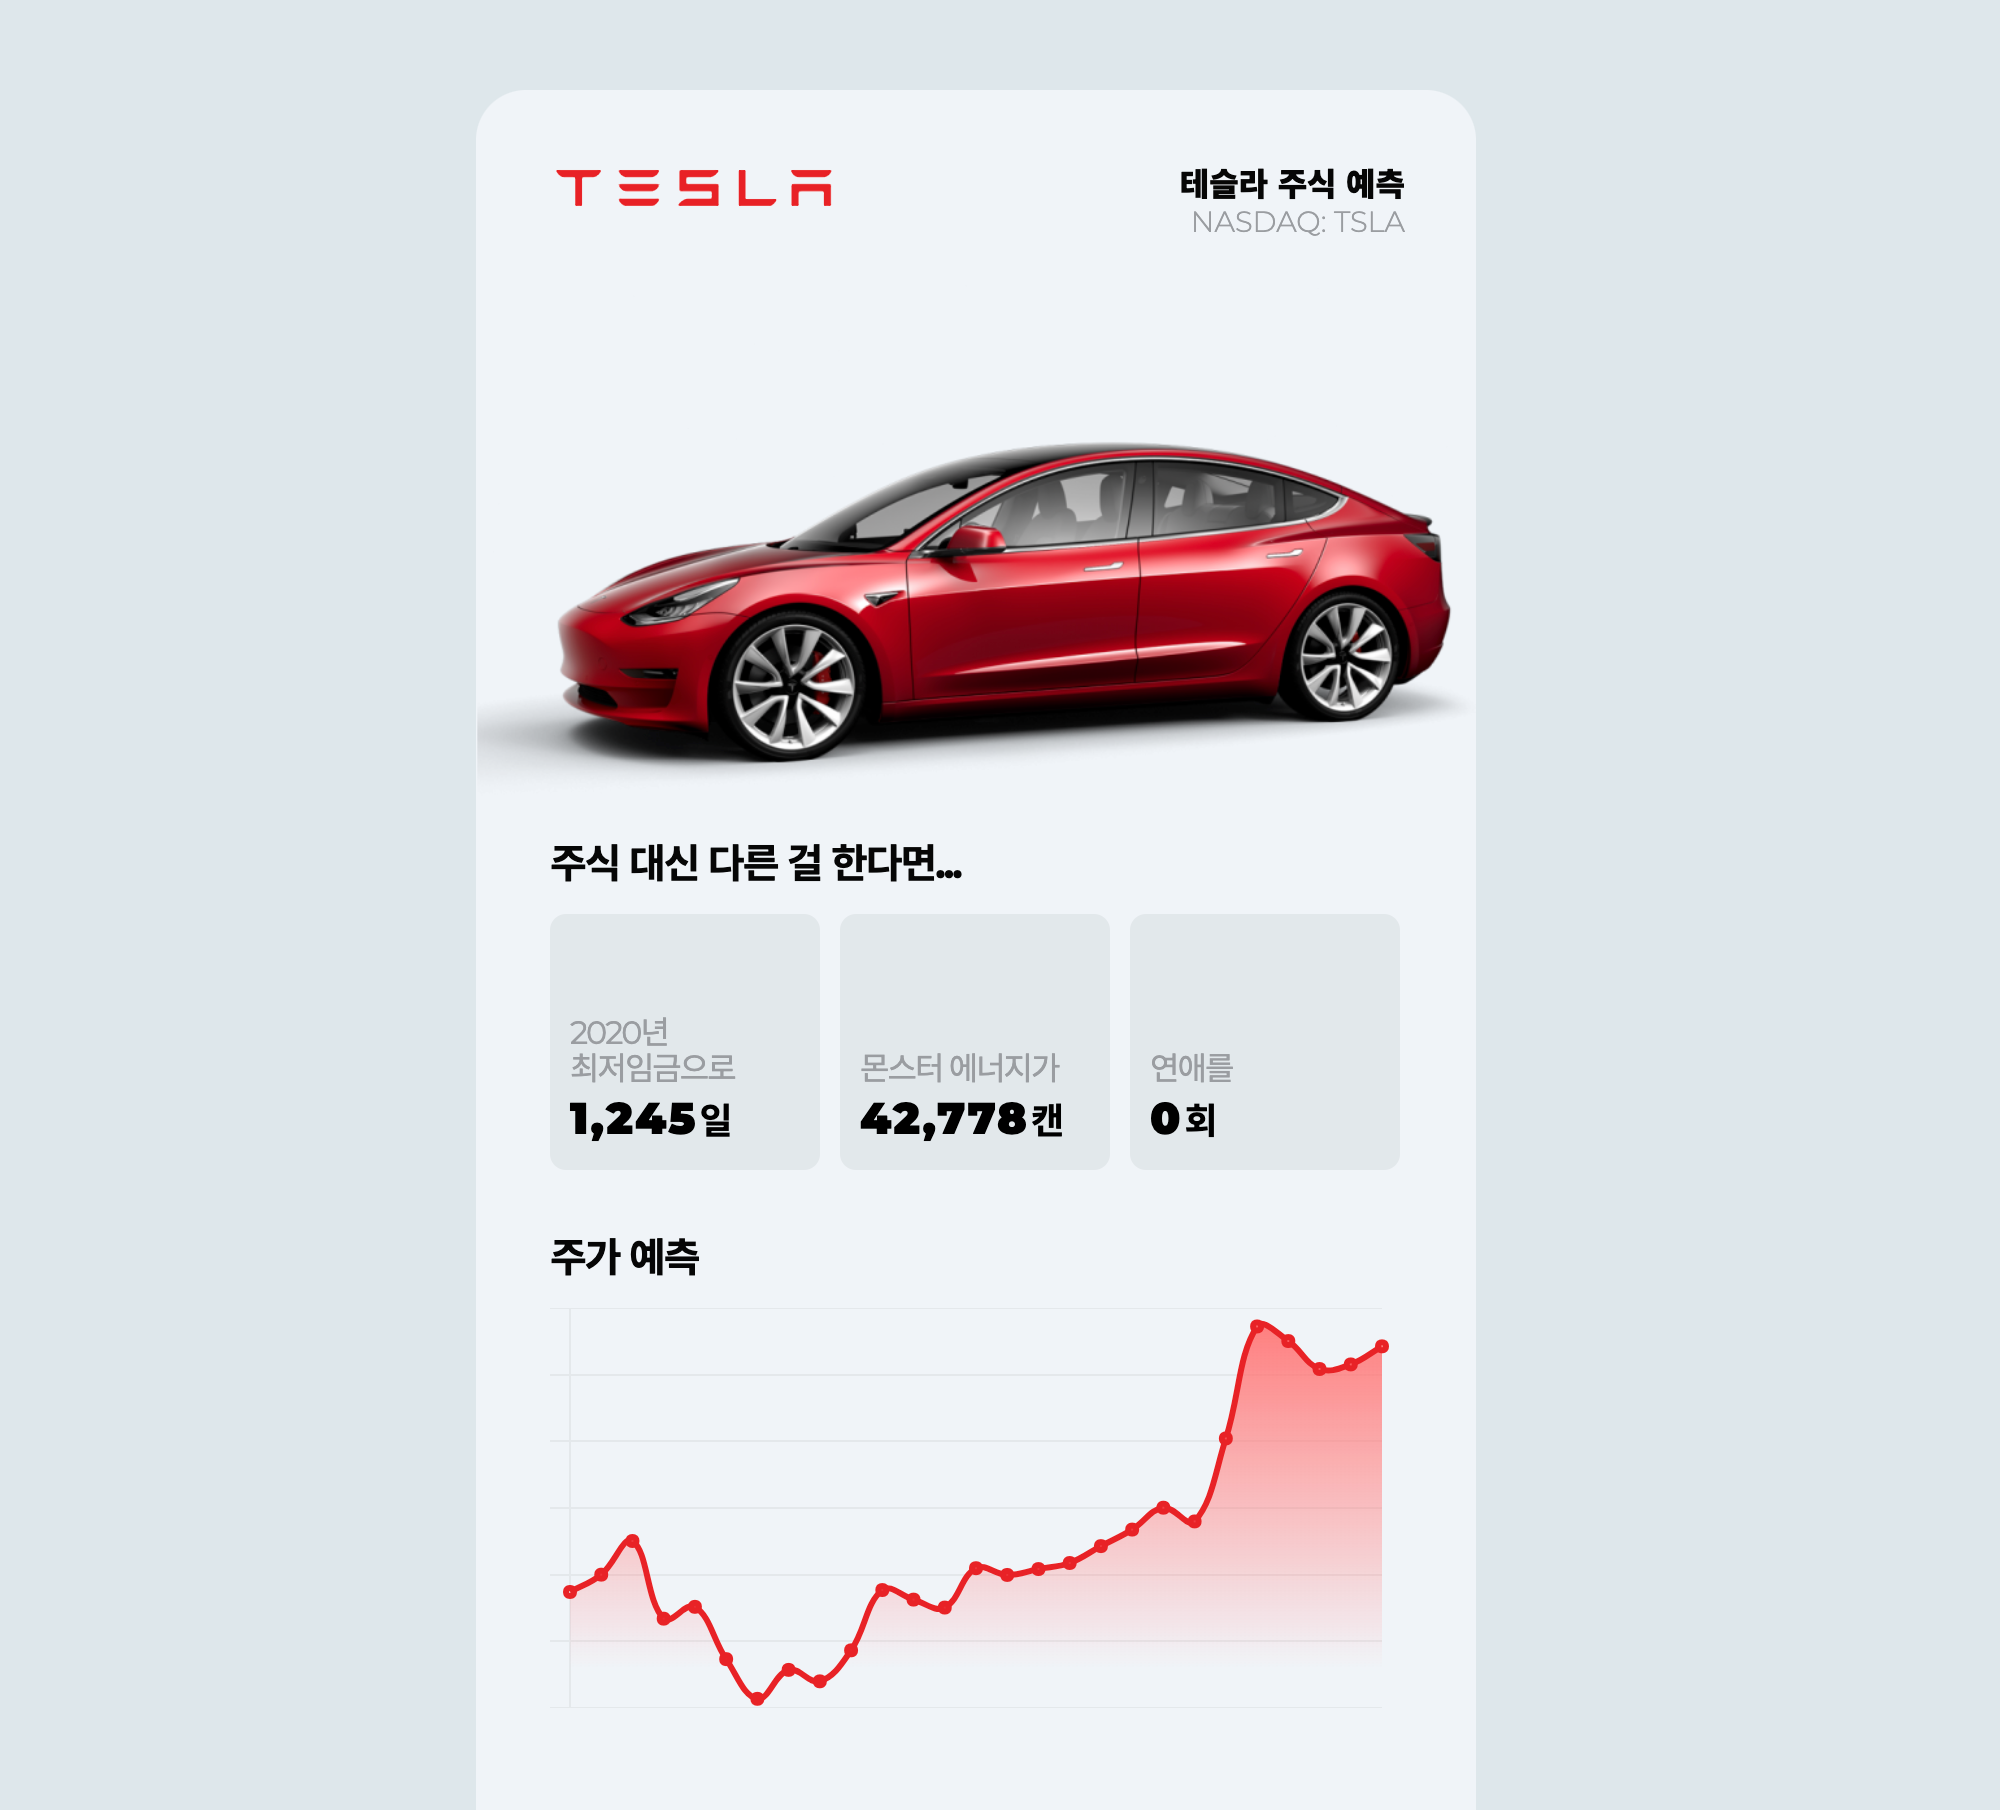 TESLA
테슬라 주식 예측
NASDAQ: TSLA
주식 대신 다른 걸 한다면...
2020년
최저임금으로
1,245일
몬스터 에너지가
42,778캔
연애를
0회
주가 예측